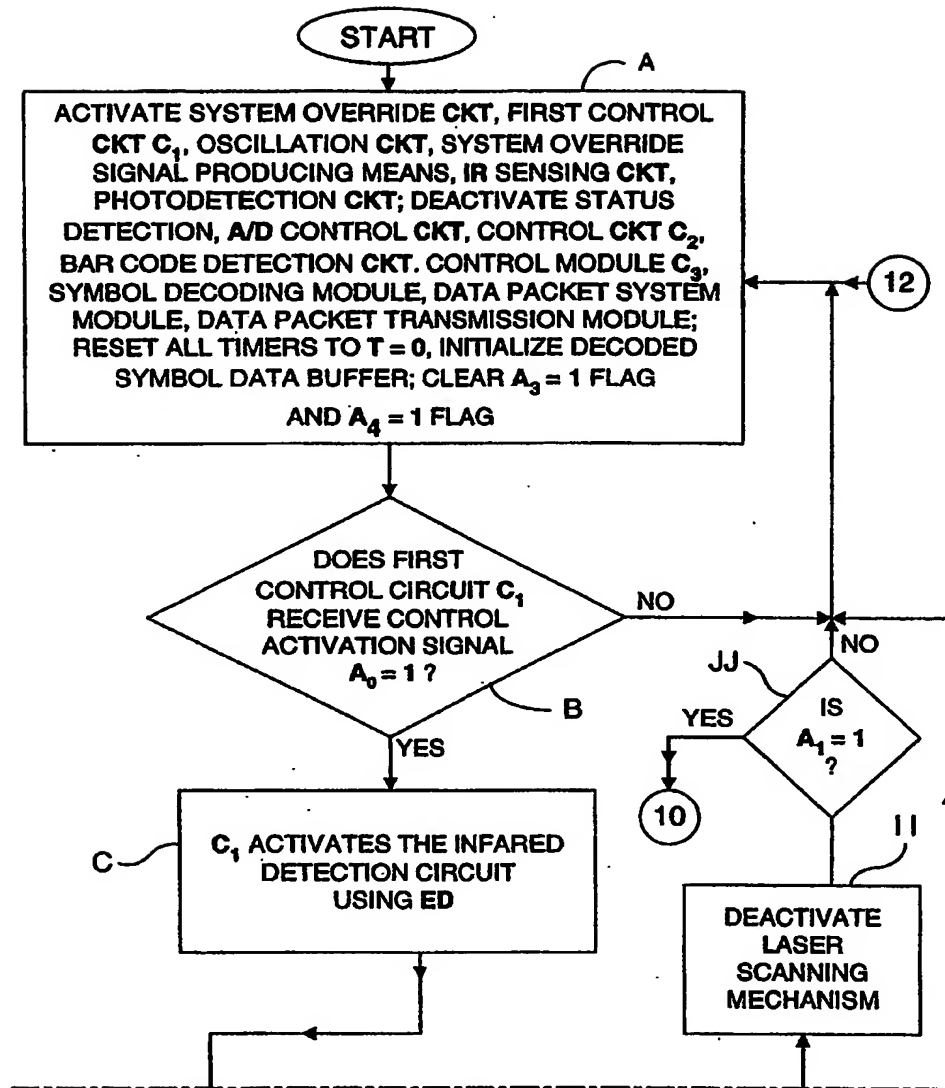 START
A
ACTIVATE SYSTEM OVERRIDE CKT, FIRST CONTROL
CKT C₁, OSCILLATION CKT, SYSTEM OVERRIDE
SIGNAL PRODUCING MEANS, IR SENSING CKT,
PHOTODETECTION CKT; DEACTIVATE STATUS
DETECTION, A/D CONTROL CKT, CONTROL CKT C₂,
BAR CODE DETECTION CKT. CONTROL MODULE C₃,
SYMBOL DECODING MODULE, DATA PACKET SYSTEM
MODULE, DATA PACKET TRANSMISSION MODULE;
RESET ALL TIMERS TO T = 0, INITIALIZE DECODED
SYMBOL DATA BUFFER; CLEAR A₃ = 1 FLAG
AND A₄ = 1 FLAG
12
DOES FIRST
CONTROL CIRCUIT C₁
RECEIVE CONTROL
ACTIVATION SIGNAL
A₀ = 1 ?
NO
B
YES
NO
JJ
IS
A₁ = 1
?
YES
10
C
C₁ ACTIVATES THE INFARED
DETECTION CIRCUIT
USING ED
II
DEACTIVATE
LASER
SCANNING
MECHANISM